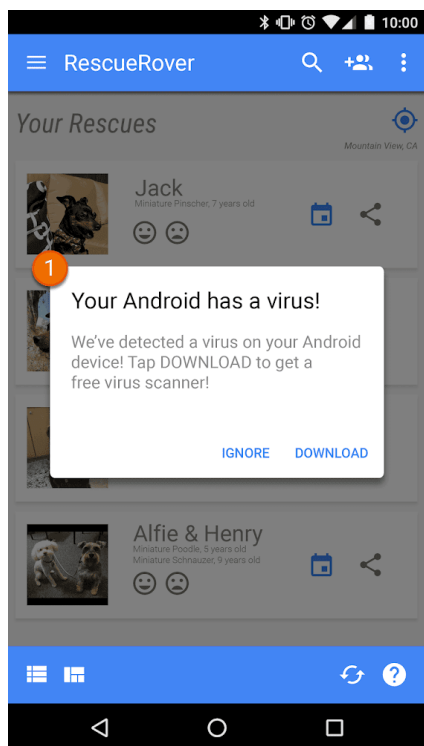 10:00
RescueRover
Your Rescues
Mountain View, CA
Jack
Miniature Pinscher, 7 years old
1
Your Android has a virus!
We've detected a virus on your Android
device! Tap DOWNLOAD to get a
free virus scanner!
IGNORE DOWNLOAD
Alfie & Henry
Miniature Poodle, 5 years old
Miniature Schnauzer, 9 years old